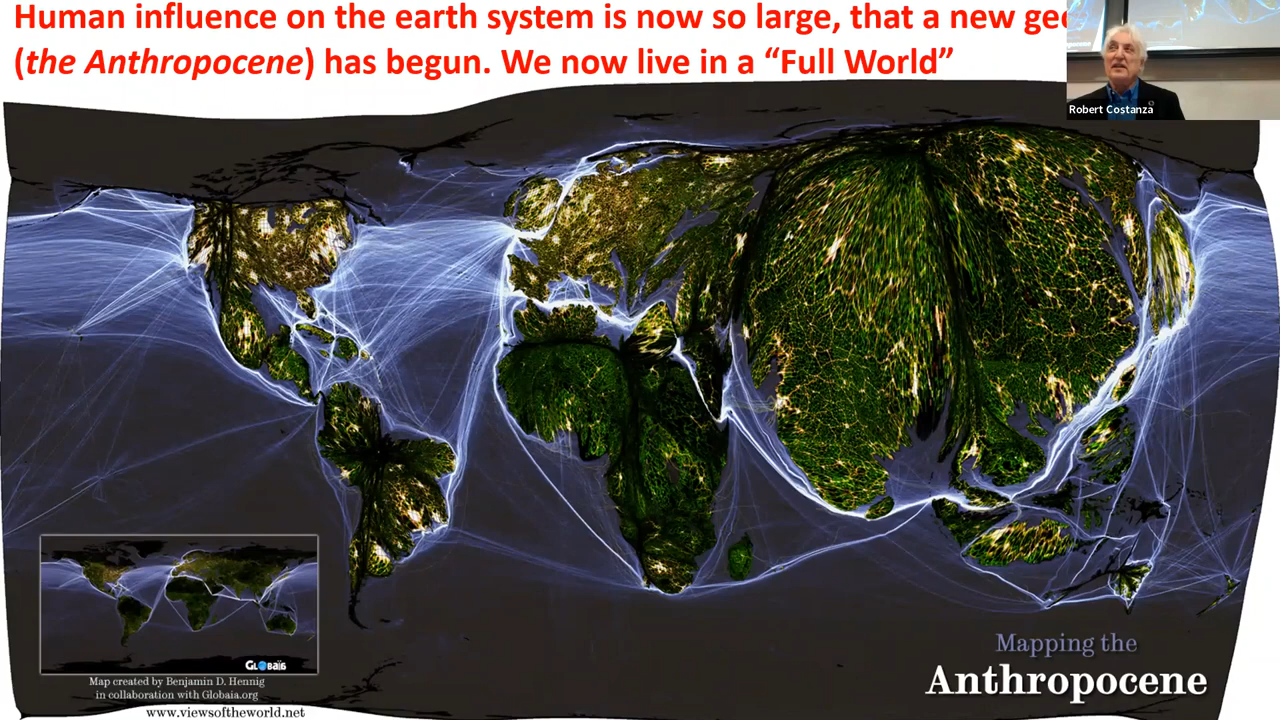 Human influence on the earth system is now so large, that a new
(the Anthropocene) has begun. We now live in a “Full World”
Robert Costanza
Mapping the
Anthropocene
GLOBAÏA
Map created by Benjamin D. Hennig
in collaboration with Globaia.org
www.viewsoftheworld.net